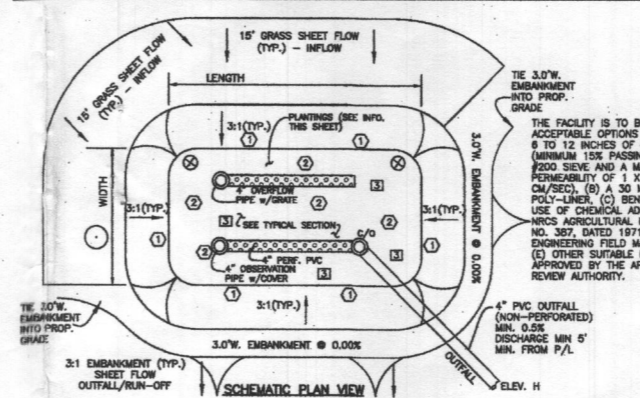 15' GRASS SHEET FLOW
(TYP.) - INFLOW
15' GRASS SHEET FLOW
(TYP.) - INFLOW
LENGTH
WIDTH
PLANTINGS (SEE INFO.
THIS SHEET)
3:1(TYP.)
1
1
2
4" OVERFLOW
PIPE w/GRATE
3
2
2
3:1(TYP.)
1
3
SEE TYPICAL SECTION
C/O
3:1(TYP.)
1
2
4" PERF. PVC
3
4" OBSERVATION
PIPE w/COVER
3
1
1
3:1(TYP.)
3.0'W. EMBANKMENT @ 0.00%
3.0'W. EMBANKMENT @ 0.00%
TIE 3.0'W.
EMBANKMENT
INTO PROP.
GRADE
THE FACILITY IS TO B
ACCEPTABLE OPTIONS
6 TO 12 INCHES OF
(MINIMUM 15% PASSIN
#200 SIEVE AND A M
PERMEABILITY OF 1 X
CM/SEC), (B) A 30 M
POLY-LINER, (C) BEN
USE OF CHEMICAL AD
NRCS AGRICULTURAL
NO. 387, DATED 1971
ENGINEERING FIELD M
(E) OTHER SUITABLE
APPROVED BY THE AP
REVIEW AUTHORITY.
4" PVC OUTFALL
(NON-PERFORATED)
MIN. 0.5%
DISCHARGE MIN 5'
MIN. FROM P/L
OUTFALL
ELEV. H
TIE 3.0'W.
EMBANKMENT
INTO PROP.
GRADE
3:1 EMBANKMENT (TYP.)
SHEET FLOW
OUTFALL/RUN-OFF
SCHEMATIC PLAN VIEW